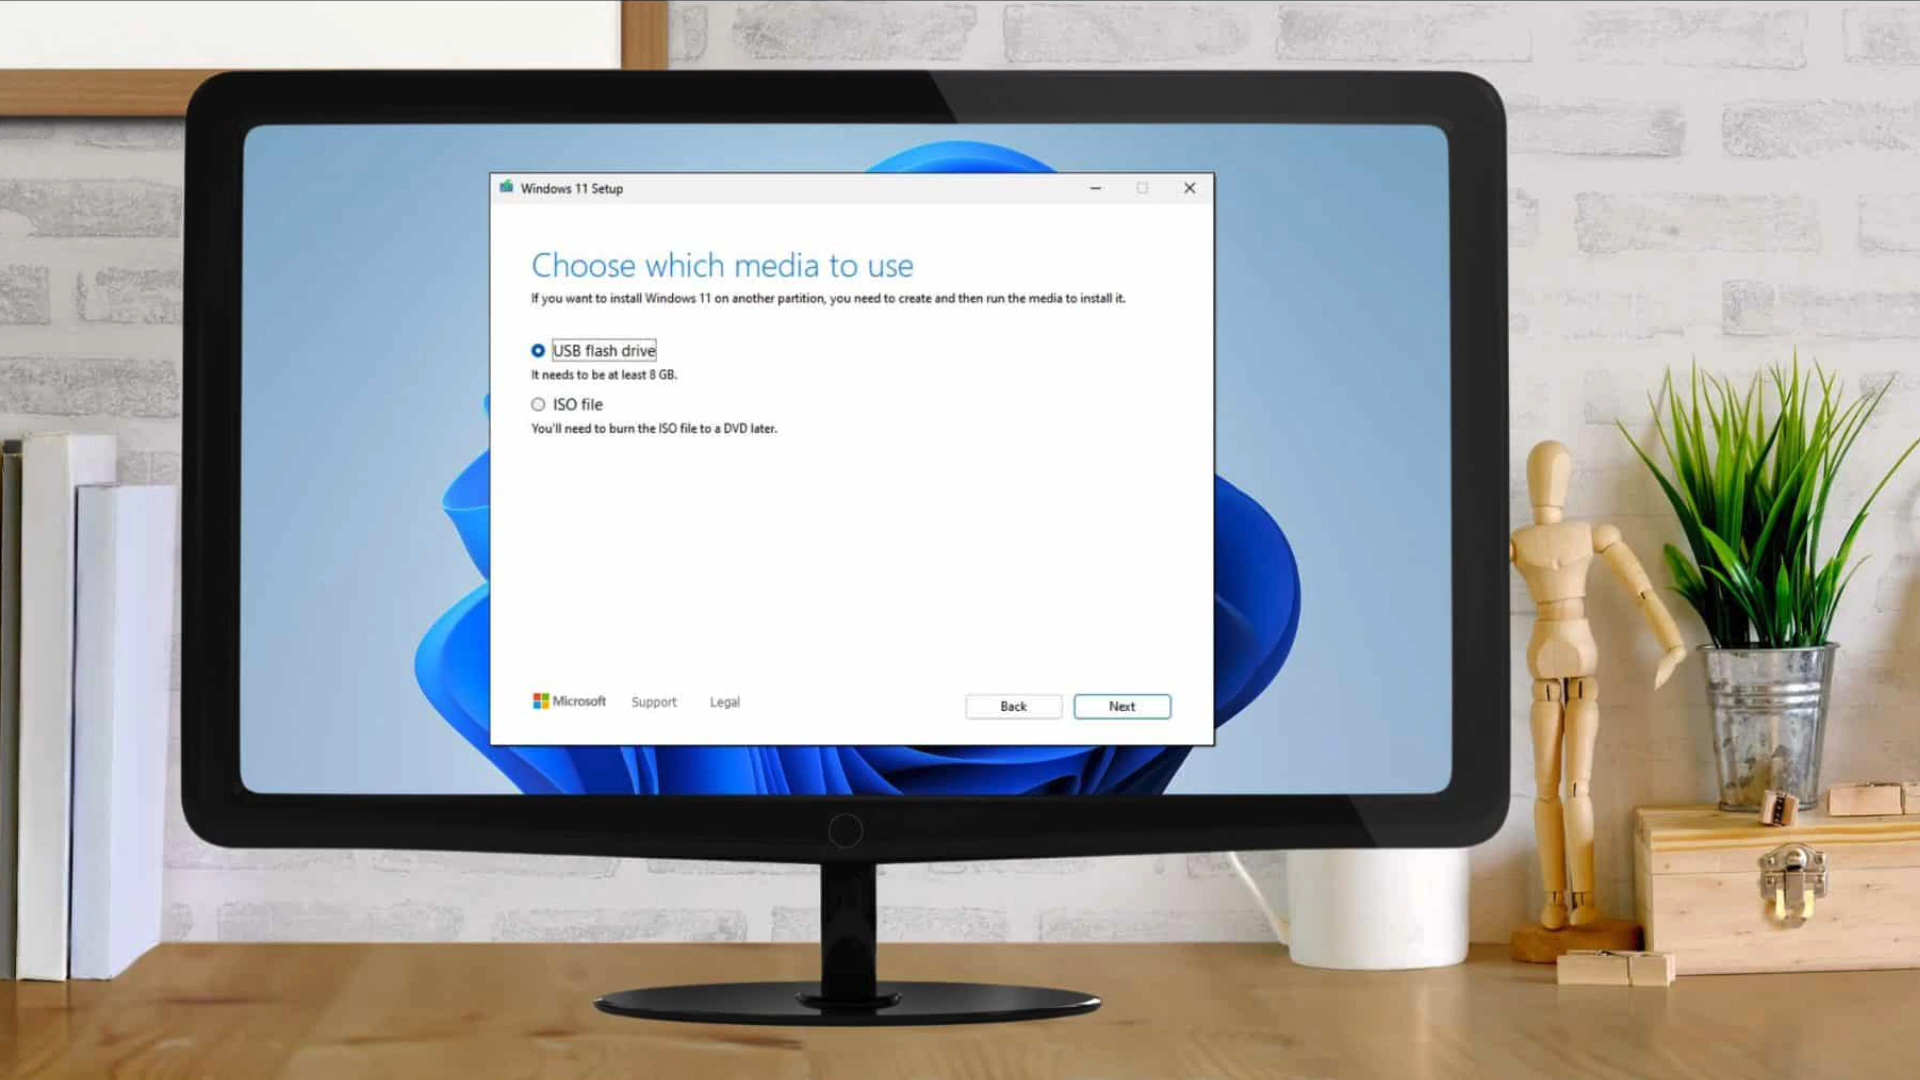 Windows 11 Setup
Choose which media to use
If you want to install Windows 11 on another partition, you need to create and then run the media to install it.
USB flash drive
It needs to be at least 8 GB.
ISO file
You'll need to burn the ISO file to a DVD later.
Microsoft Support Legal Back Next